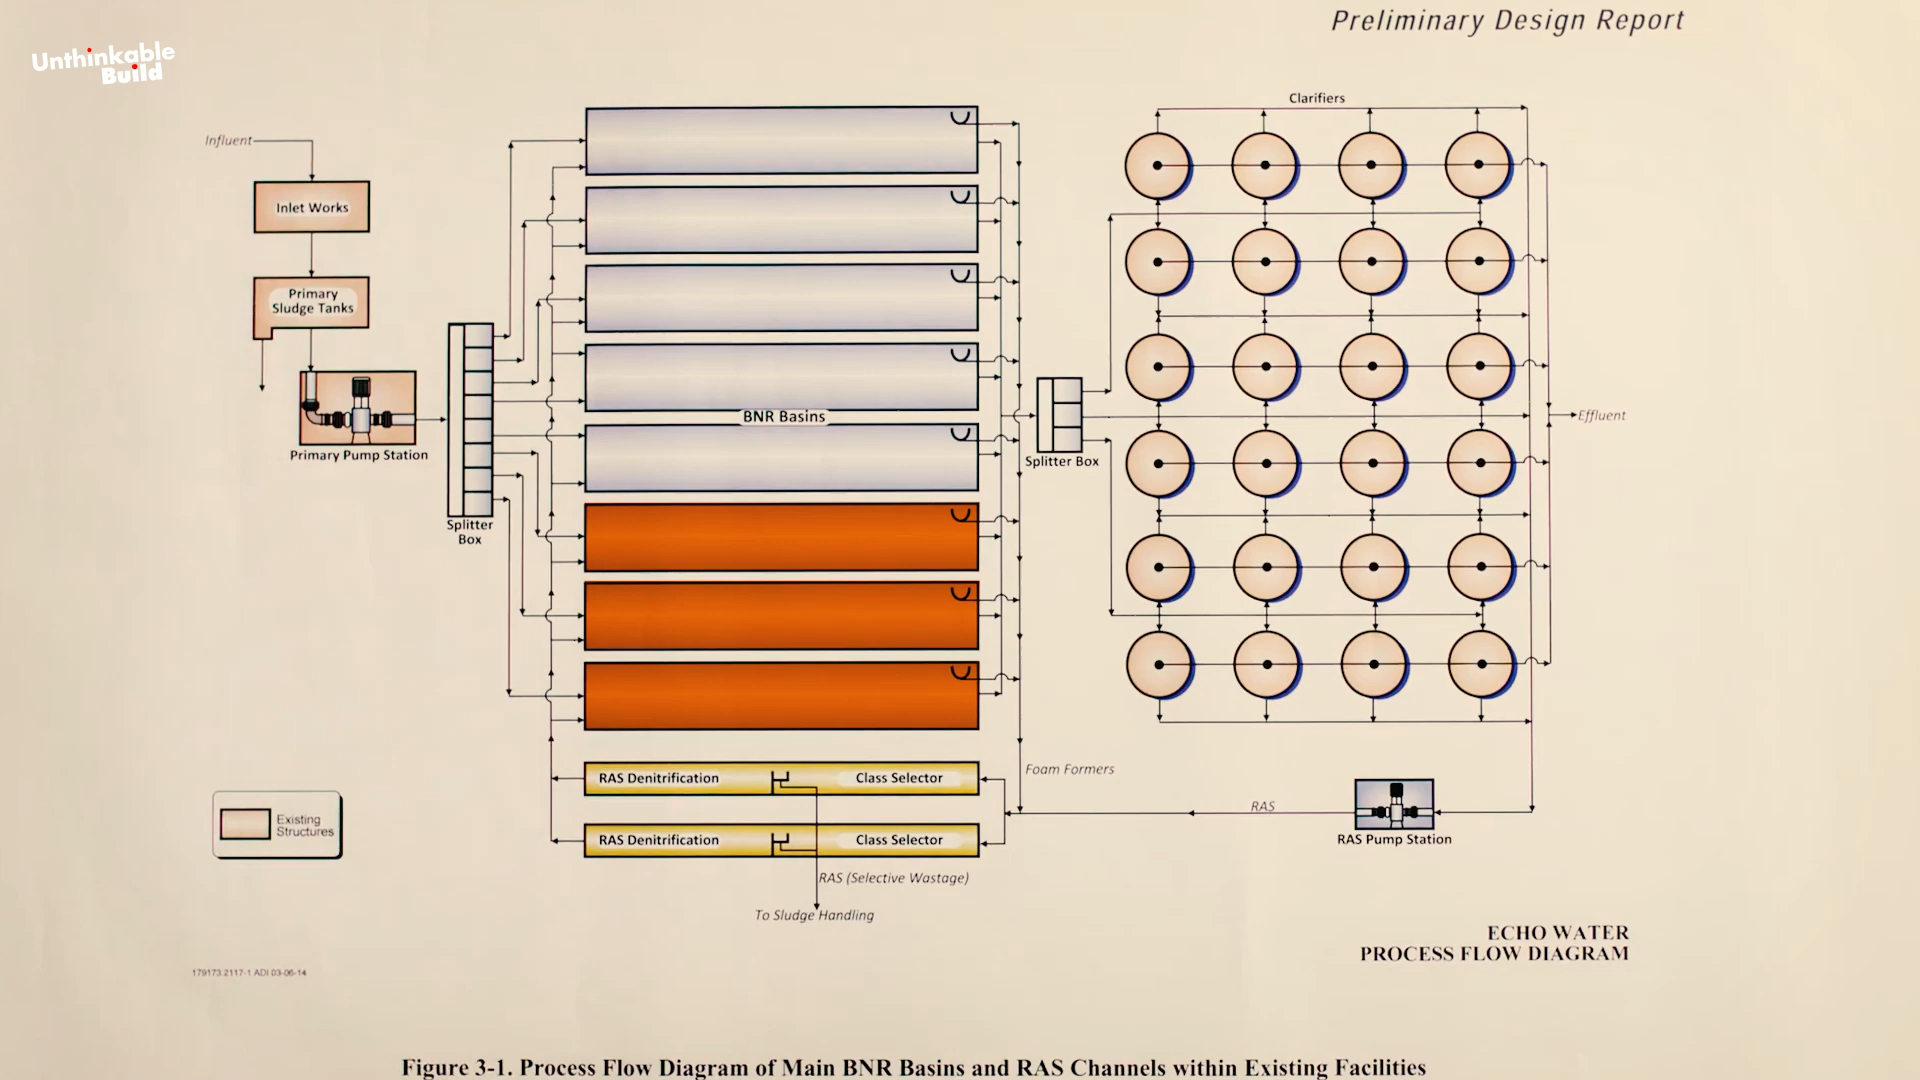 Preliminary Design Report
Unthinkable
Build
Influent
Inlet Works
Primary
Sludge Tanks
Primary Pump Station
Splitter
Box
BNR Basins
Clarifiers
Splitter Box
Effluent
Foam Formers
RAS
RAS Pump Station
RAS Denitrification
Class Selector
RAS Denitrification
Class Selector
RAS (Selective Wastage)
To Sludge Handling
Existing
Structures
ECHO WATER
PROCESS FLOW DIAGRAM
179173.2117-1 ADI 03-06-14
Figure 3-1. Process Flow Diagram of Main BNR Basins and RAS Channels within Existing Facilities